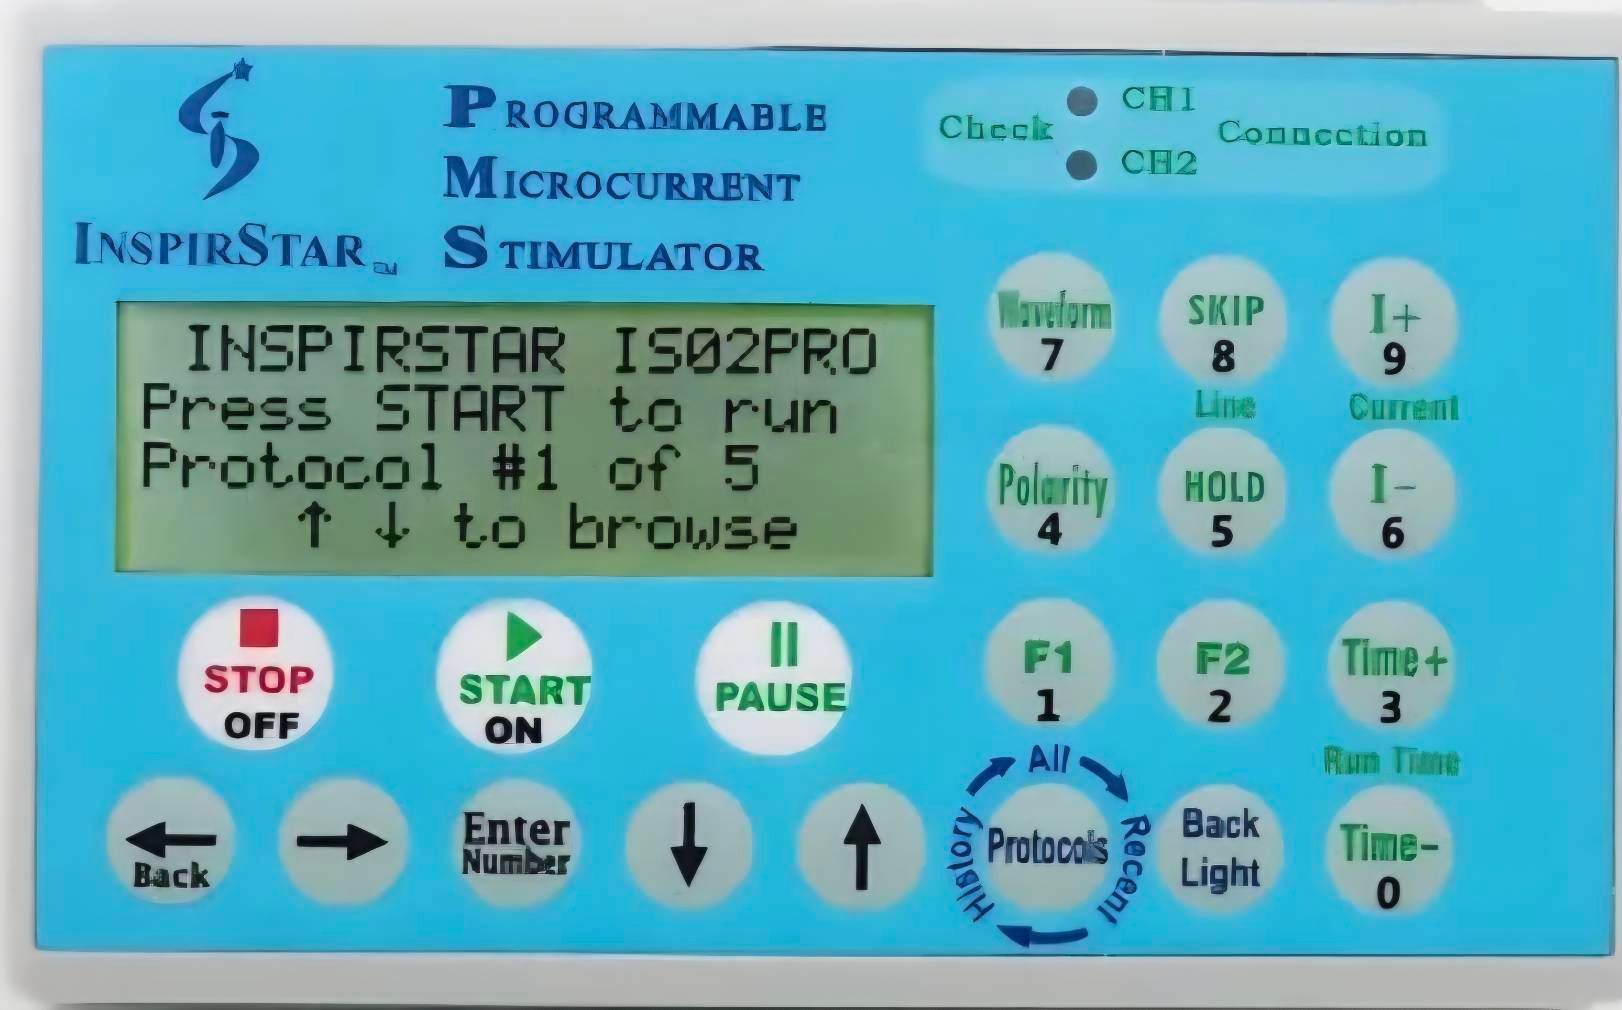 INSPIRSTAR TM
PROGRAMMABLE
MICROCURRENT
STIMULATOR
Check
CH1
CH2
Connection
INSPIRSTAR IS02PRO
Press START to run
Protocol #1 of 5
↑ ↓ to browse
Waveform
7
SKIP
8
I+
9
Line
Current
Polarity
4
HOLD
5
I-
6
STOP
OFF
START
ON
PAUSE
F1
1
F2
2
Time+
3
Run Time
Back
Enter
Number
All
Recent
History
Protocols
Back
Light
Time-
0